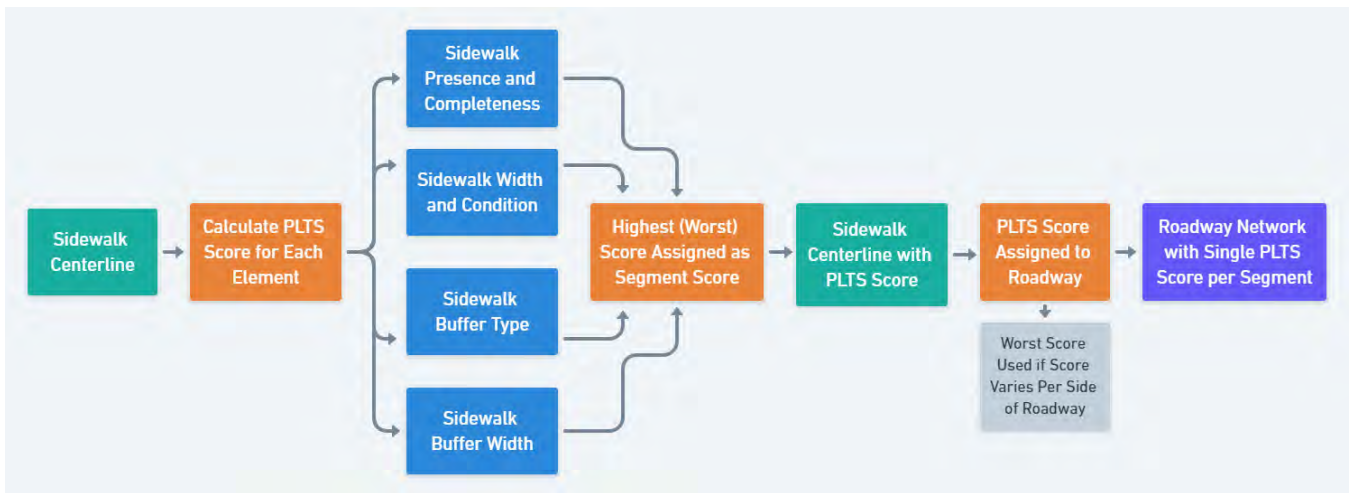 Sidewalk
Centerline
Calculate PLTS
Score for Each
Element
Sidewalk
Presence and
Completeness
Sidewalk Width
and Condition
Sidewalk
Buffer Type
Sidewalk
Buffer Width
Highest (Worst)
Score Assigned as
Segment Score
Sidewalk
Centerline with
PLTS Score
PLTS Score
Assigned to
Roadway
Worst Score
Used if Score
Varies Per Side
of Roadway
Roadway Network
with Single PLTS
Score per Segment